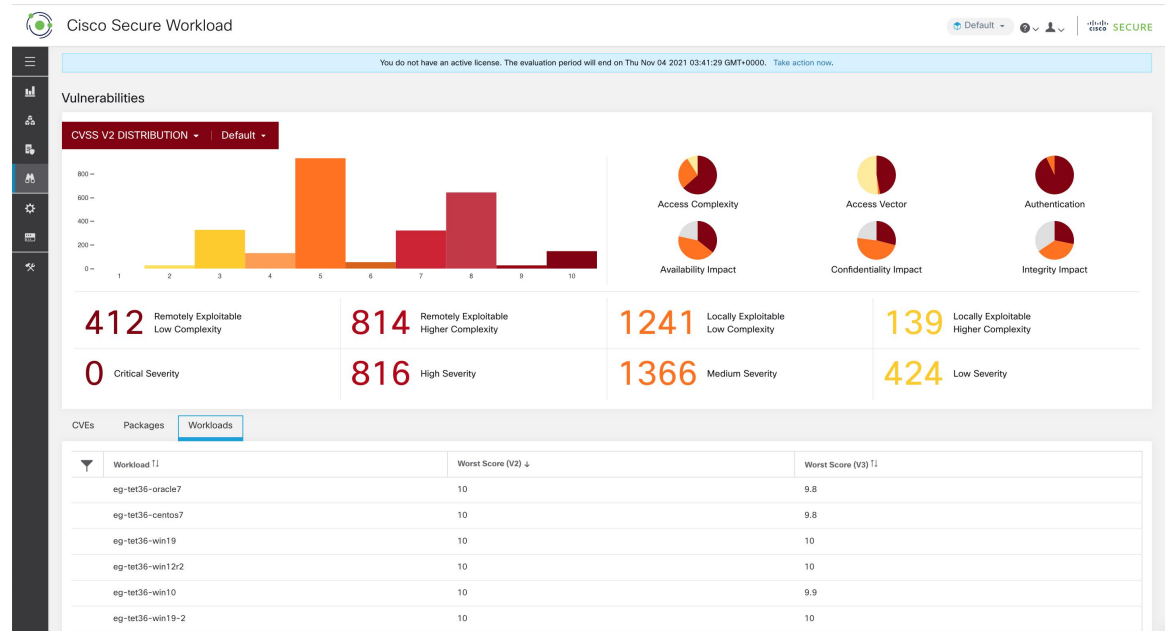 Cisco Secure Workload
Default
CISCO SECURE
You do not have an active license. The evaluation period will end on Thu Nov 04 2021 03:41:29 GMT+0000. Take action now.
Vulnerabilities
CVSS V2 DISTRIBUTION Default
800
600
400
200
0
1 2 3 4 5 6 7 8 9 10
Access Complexity
Access Vector
Authentication
Availability Impact
Confidentiality Impact
Integrity Impact
412 Remotely Exploitable
Low Complexity
814 Remotely Exploitable
Higher Complexity
1241 Locally Exploitable
Low Complexity
139 Locally Exploitable
Higher Complexity
0 Critical Severity
816 High Severity
1366 Medium Severity
424 Low Severity
CVEs Packages Workloads
Workload ↑↓ Worst Score (V2) ↓ Worst Score (V3) ↑↓
eg-tet36-oracle7 10 9.8
eg-tet36-centos7 10 9.8
eg-tet36-win19 10 10
eg-tet36-win12r2 10 10
eg-tet36-win10 10 9.9
eg-tet36-win19-2 10 10